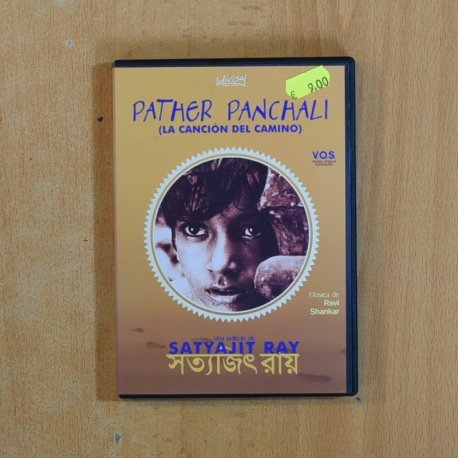 divisa
€ 9.00
PATHER PANCHALI
(LA CANCIÓN DEL CAMINO)
V.O.S.
Música de
Ravi
Shankar
Una película de
SATYAJIT RAY
সত্যজিৎ রায়